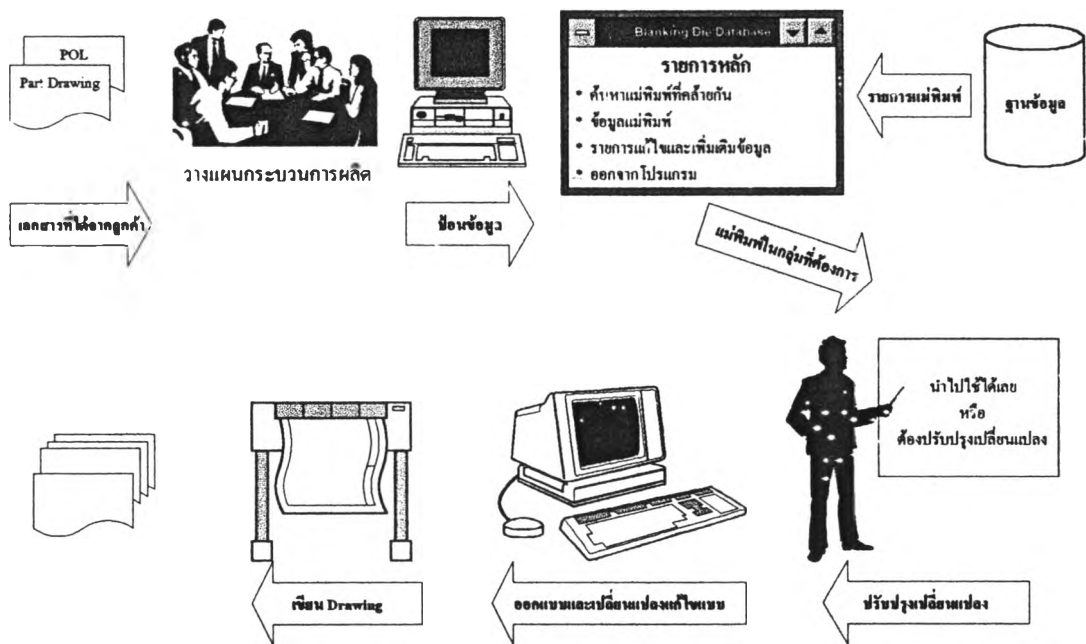 POL
Part Drawing
วางแผนกระบวนการผลิต
Blanking Die Database
รายการหลัก
* ค้นหาแม่พิมพ์ที่คล้ายกัน
* ข้อมูลแม่พิมพ์
* รายการแก้ไขและเพิ่มเติมข้อมูล
* ออกจากโปรแกรม
รายการแม่พิมพ์
ฐานข้อมูล
เอกสารที่ได้จากลูกค้า
ป้อนข้อมูล
แม่พิมพ์ในกลุ่มที่ต้องการ
นำไปใช้ได้เลย
หรือ
ต้องปรับปรุงเปลี่ยนแปลง
เขียน Drawing
ออกแบบและเปลี่ยนแปลงแก้ไขแบบ
ปรับปรุงเปลี่ยนแปลง